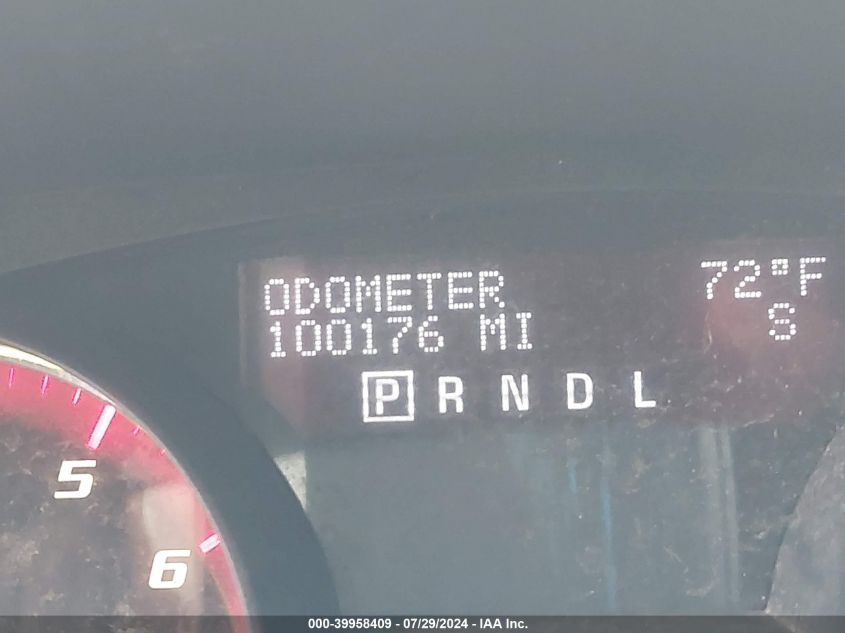 ODOMETER 72°F
100176 MI S
P R N D L
5
6
000-39958409 - 07/29/2024 - IAA Inc.